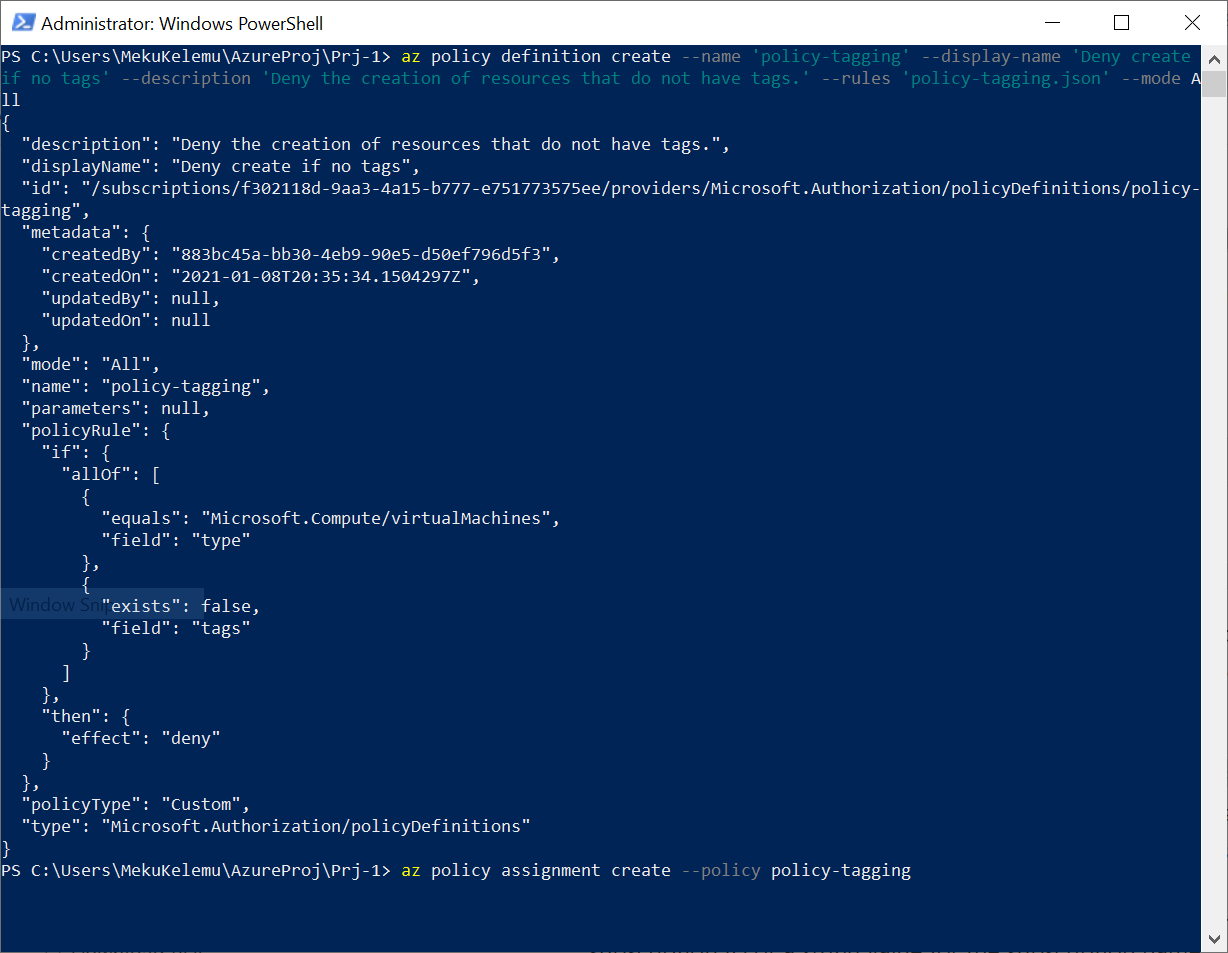 Administrator: Windows PowerShell
PS C:\Users\MekuKelemu\AzureProj\Prj-1> az policy definition create --name 'policy-tagging' --display-name 'Deny create
if no tags' --description 'Deny the creation of resources that do not have tags.' --rules 'policy-tagging.json' --mode A
ll
{
  "description": "Deny the creation of resources that do not have tags.",
  "displayName": "Deny create if no tags",
  "id": "/subscriptions/f302118d-9aa3-4a15-b777-e751773575ee/providers/Microsoft.Authorization/policyDefinitions/policy-
tagging",
  "metadata": {
    "createdBy": "883bc45a-bb30-4eb9-90e5-d50ef796d5f3",
    "createdOn": "2021-01-08T20:35:34.1504297Z",
    "updatedBy": null,
    "updatedOn": null
  },
  "mode": "All",
  "name": "policy-tagging",
  "parameters": null,
  "policyRule": {
    "if": {
      "allOf": [
        {
          "equals": "Microsoft.Compute/virtualMachines",
          "field": "type"
        },
        {
Window Snip
          "exists": false,
          "field": "tags"
        }
      ]
    },
    "then": {
      "effect": "deny"
    }
  },
  "policyType": "Custom",
  "type": "Microsoft.Authorization/policyDefinitions"
}
PS C:\Users\MekuKelemu\AzureProj\Prj-1> az policy assignment create --policy policy-tagging